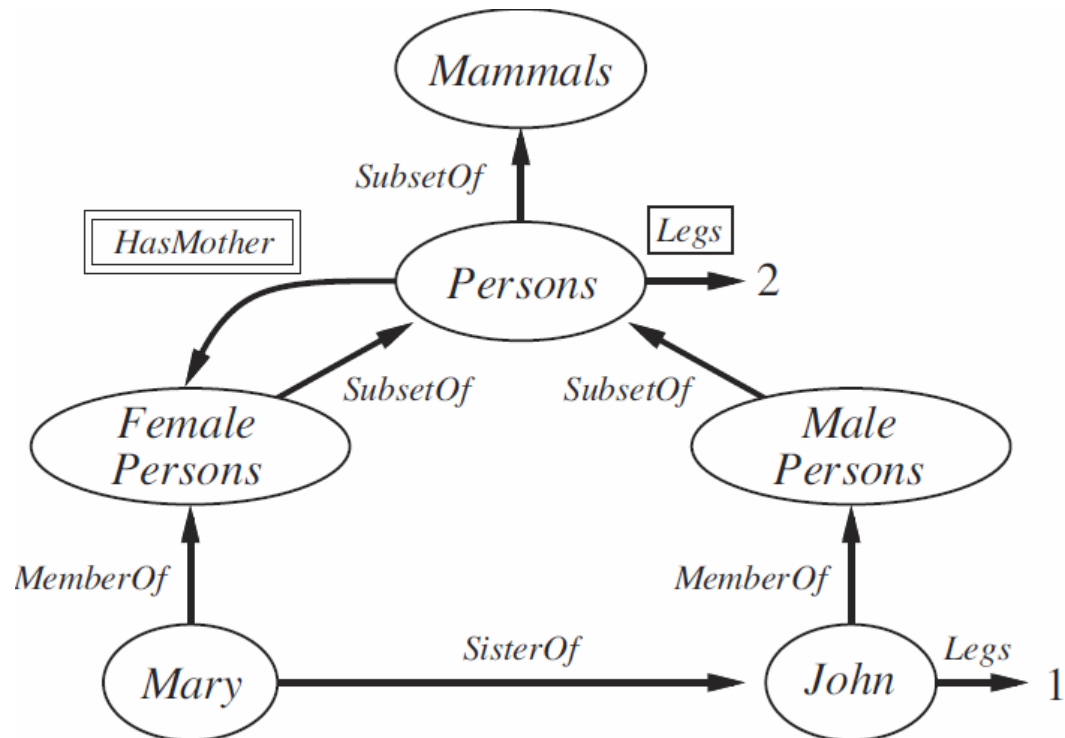 Mammals
SubsetOf
HasMother
Legs
Persons
2
SubsetOf
SubsetOf
Female
Persons
Male
Persons
MemberOf
MemberOf
Mary
SisterOf
John
Legs
1